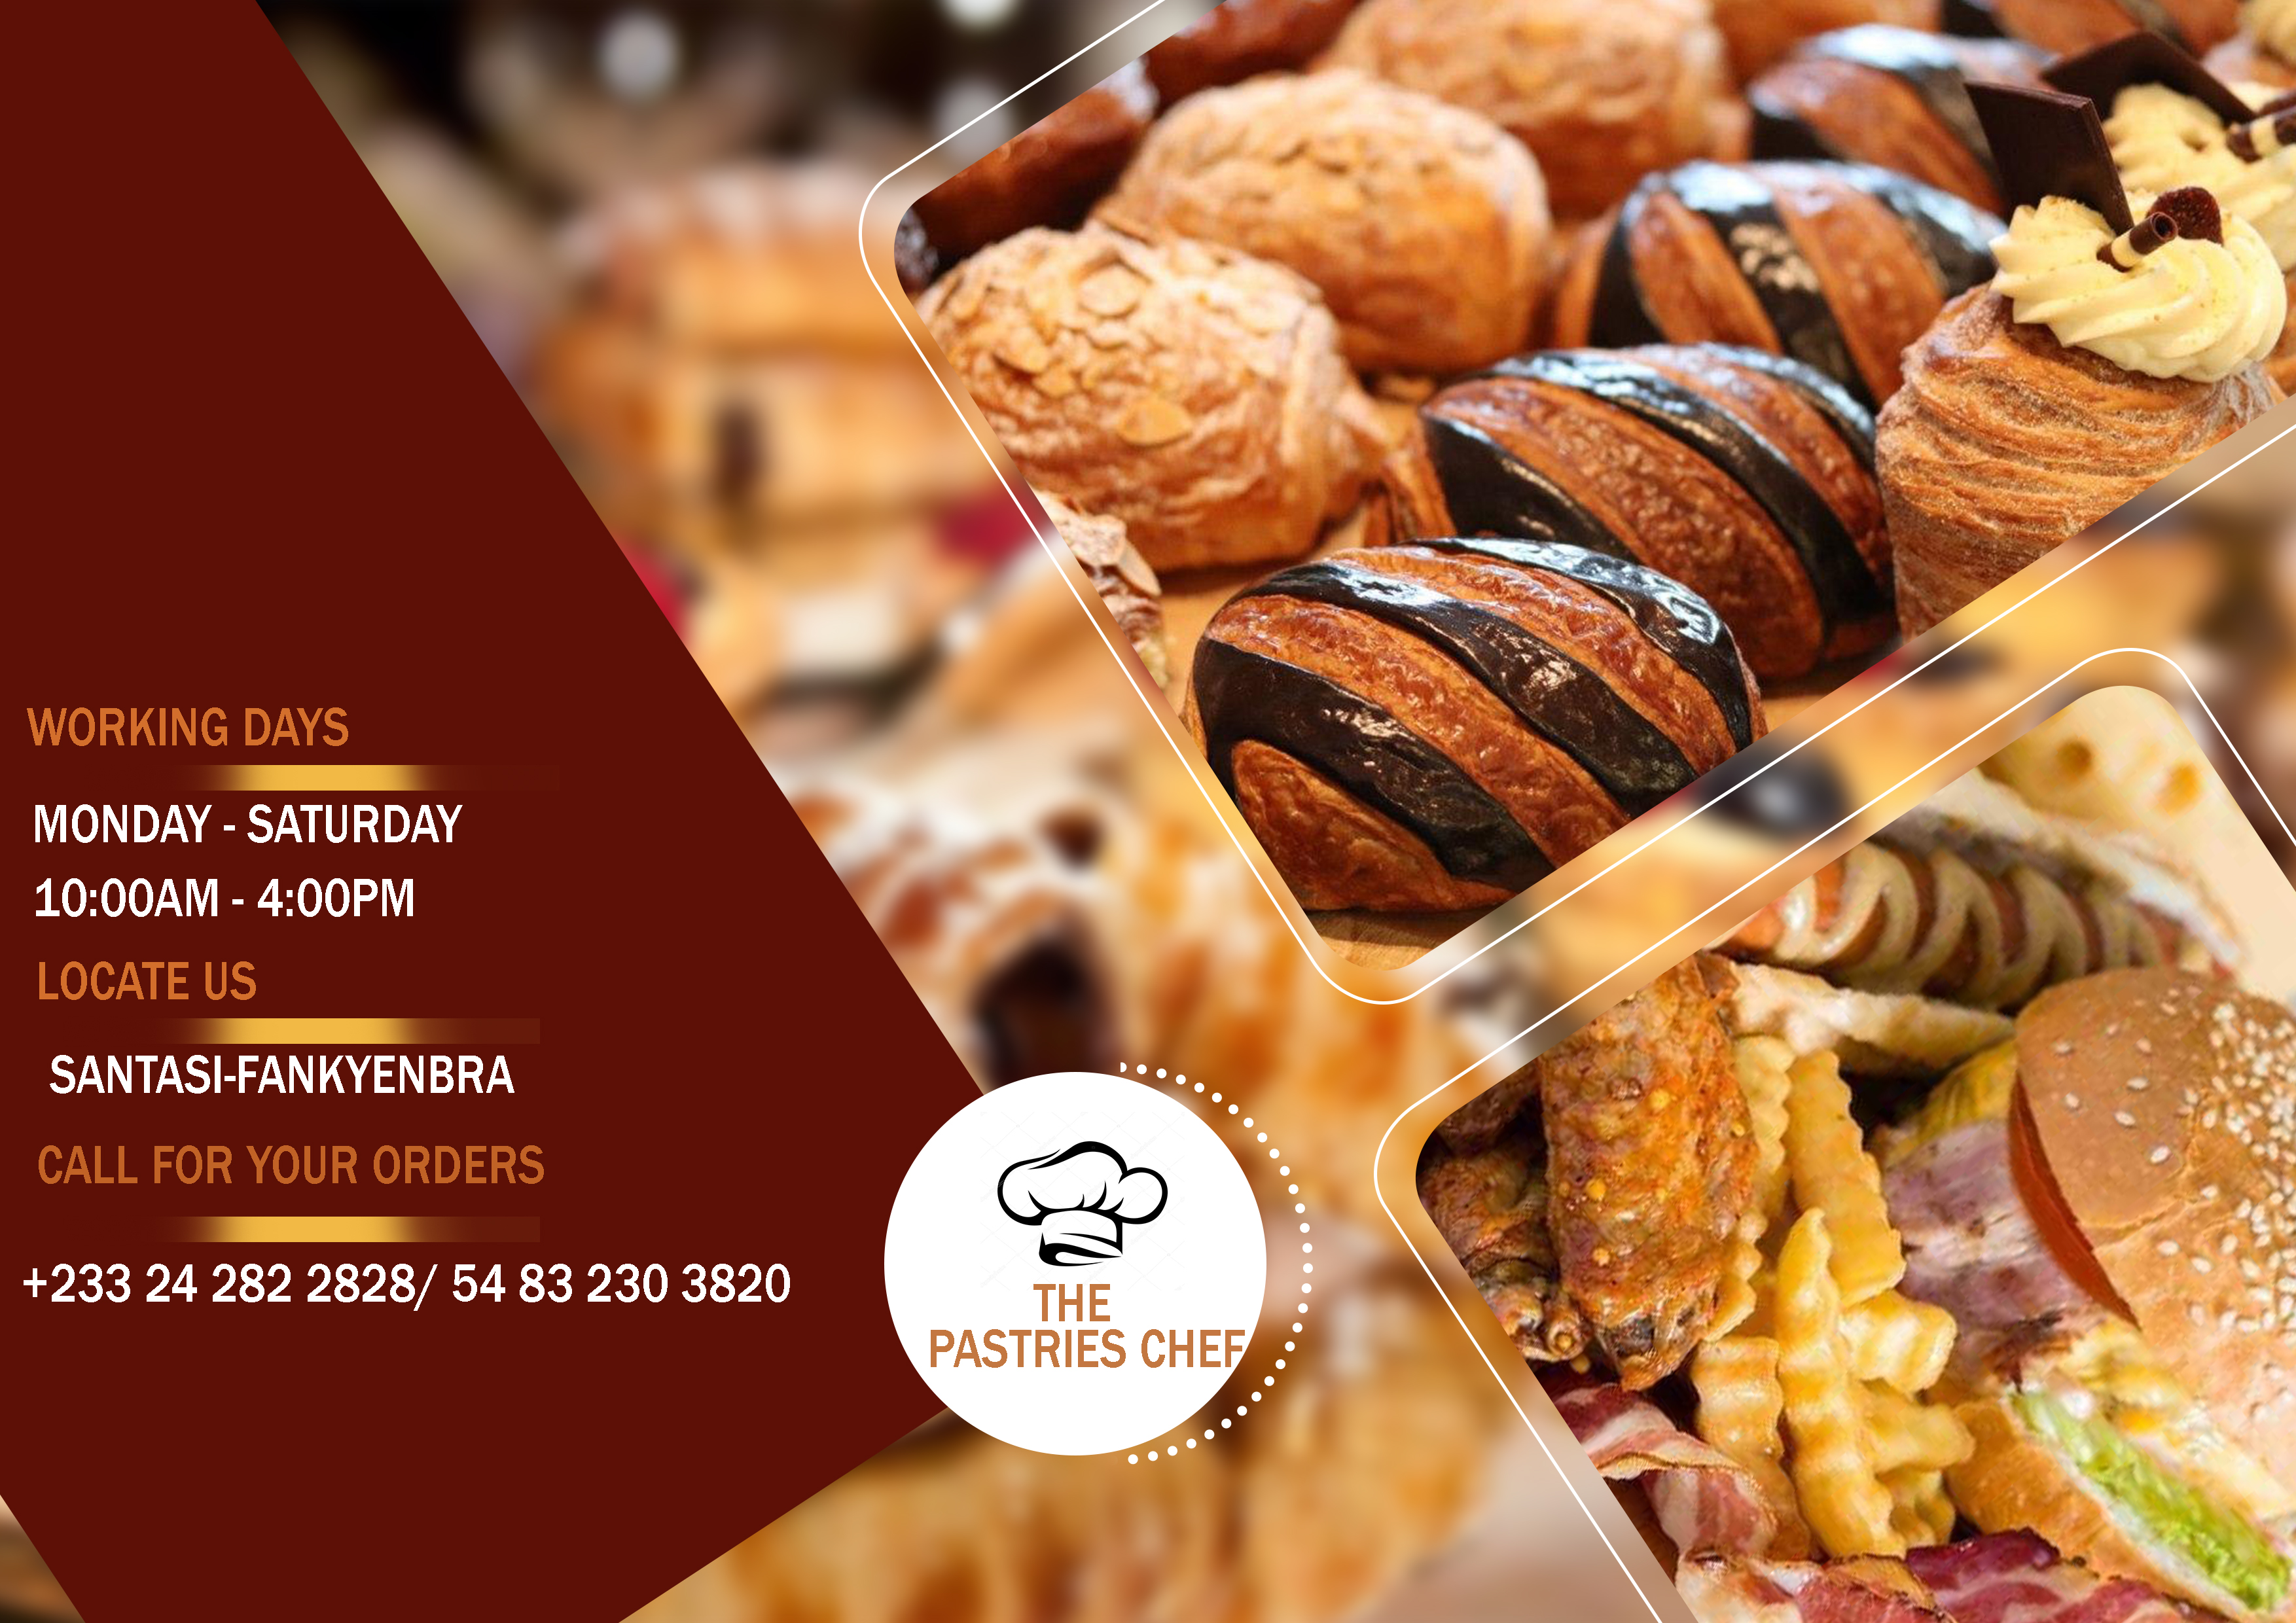 WORKING DAYS
MONDAY - SATURDAY
10:00AM - 4:00PM
LOCATE US
SANTASI-FANKYENBRA
CALL FOR YOUR ORDERS
+233 24 282 2828/ 54 83 230 3820
THE
PASTRIES CHEF